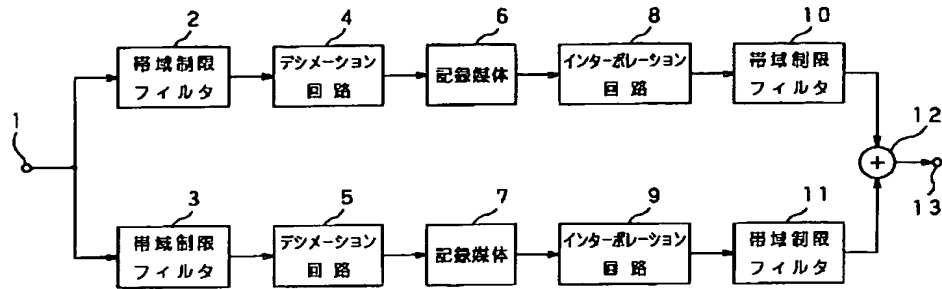 2
4
6
8
10
帯域制限
フィルタ
デシメーション
回路
記録媒体
インターポレーション
回路
帯域制限
フィルタ
1
12
+
13
3
5
7
9
11
帯域制限
フィルタ
デシメーション
回路
記録媒体
インターポレーション
回路
帯域制限
フィルタ